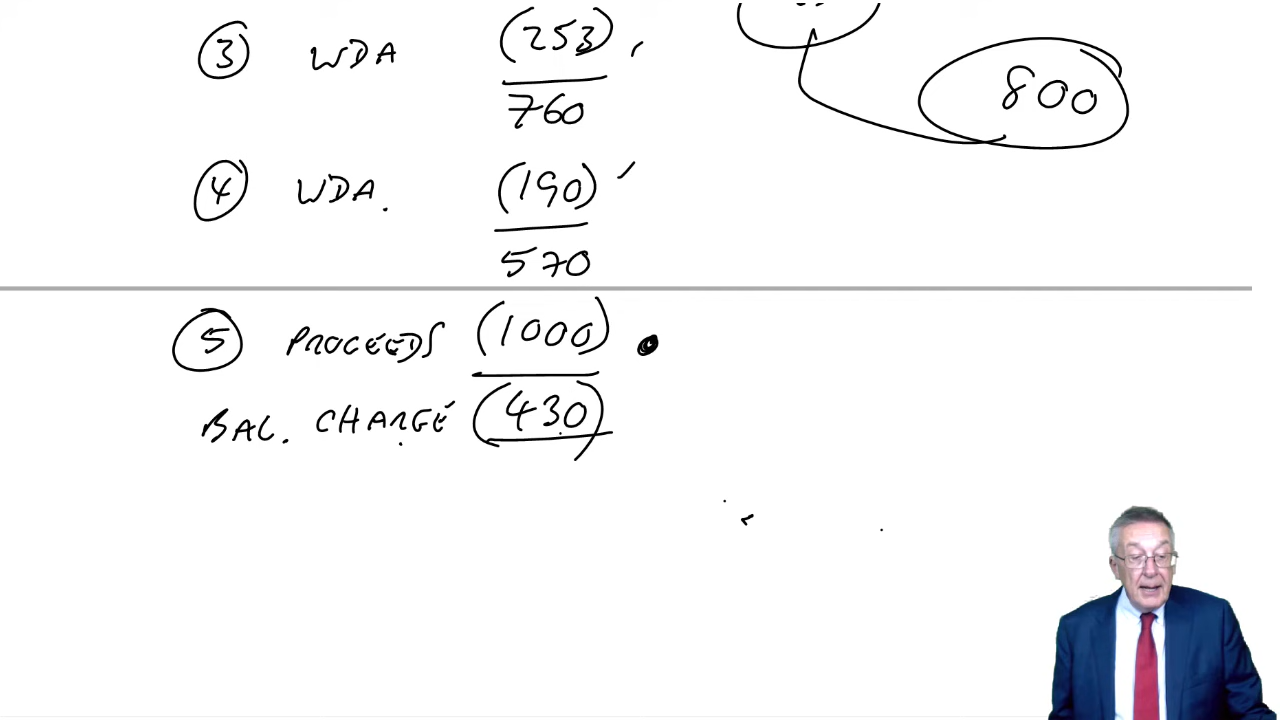 ③ WDA (253)
760
800
④ WDA. (190)
570
⑤ PROCEEDS (1000)
BAL. CHARGE (430)